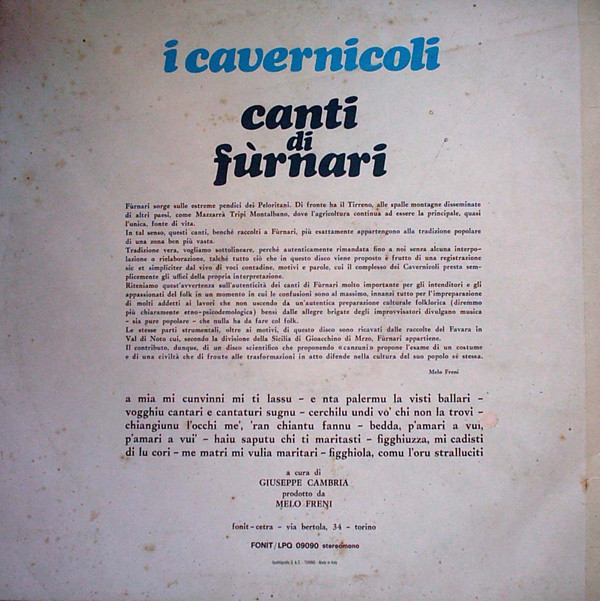 i cavernicoli
canti
di
fùrnari
Fùrnari sorge sulle estreme pendici dei Peloritani. Di fronte ha il Tirreno, alle spalle montagne disseminate
di altri paesi, come Mazzarrà Tripi Montalbano, dove l'agricoltura continua ad essere la principale, quasi
l'unica, fonte di vita.
In tal senso, questi canti, benché raccolti a Fùrnari, più esattamente appartengono alla tradizione popolare
di una zona ben più vasta.
Tradizione vera, vogliamo sottolineare, perché autenticamente rimandata fino a noi senza alcuna interpo-
lazione o rielaborazione, talché tutto ciò che in questo disco viene proposto è frutto di una registrazione
sic et simpliciter dal vivo di voci contadine, motivi e parole, cui il complesso dei Cavernicoli presta sem-
plicemente gli uffici della propria interpretazione.
Riteniamo quest'avvertenza sull'autenticità dei canti di Fùrnari molto importante per gli intenditori e gli
appassionati del folk in un momento in cui le confusioni sono al massimo, innanzi tutto per l'impreparazione
di molti addetti ai lavori che non uscendo da un'autentica preparazione culturale folklorica (diremmo
più chiaramente etno-psicodemologica) bensì dalle allegre brigate degli improvvisatori divulgano musica
- sia pure popolare - che nulla ha da fare col folk.
Le stesse parti strumentali, oltre ai motivi, di questo disco sono ricavati dalle raccolte del Favara in
Val di Noto cui, secondo la divisione della Sicilia di Gioacchino di Mrzo, Fùrnari appartiene.
Il contributo, dunque, di un disco scientifico che proponendo «canzuni» propone l'esame di un costume
e di una civiltà che di fronte alle trasformazioni in atto difende nella cultura del suo popolo sé stessa.
Melo Freni
a mia mi cunvinni mi ti lassu - e nta palermu la visti ballari -
vogghiu cantari e cantaturi sugnu - cerchilu undi vo' chi non la trovi -
chiangiunu l'occhi me', 'ran chiantu fannu - bedda, p'amari a vui,
p'amari a vui' - haiu saputu chi ti maritasti - figghiuzza, mi cadisti
di lu cori - me matri mi vulia maritari - figghiola, comu l'oru stralluciti
a cura di
GIUSEPPE CAMBRIA
prodotto da
MELO FRENI
fonit-cetra - via bertola, 34 - torino
FONIT/LPQ 09090 stereomono